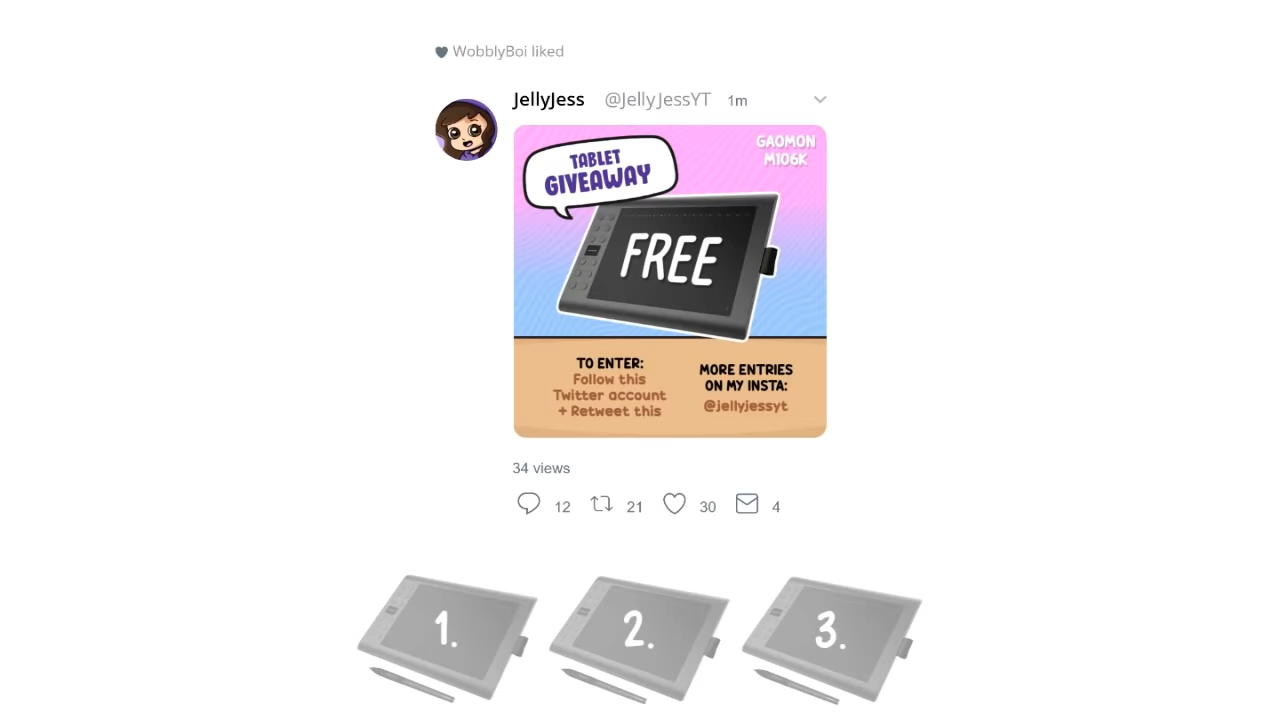 WobblyBoi liked
JellyJess @JellyJessYT 1m
TABLET
GIVEAWAY
GAOMON
M106K
FREE
TO ENTER:
Follow this
Twitter account
+ Retweet this
MORE ENTRIES
ON MY INSTA:
@jellyjessyt
34 views
12 21 30 4
1. 2. 3.